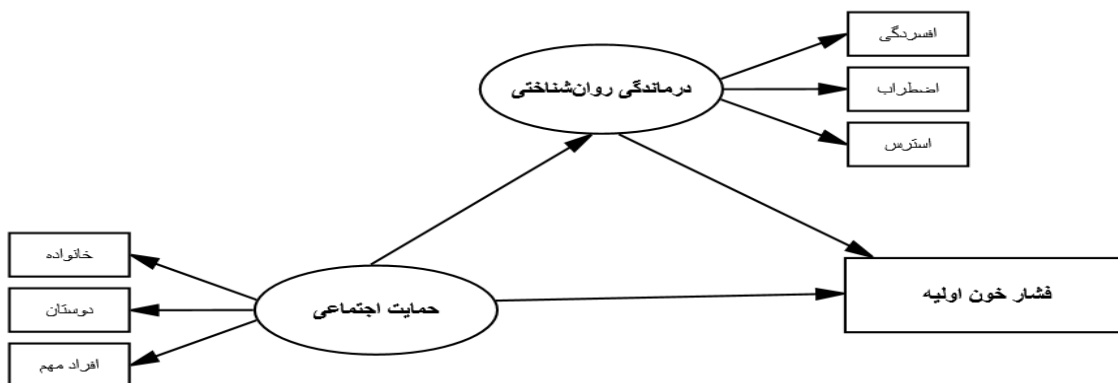 افسردگی
درماندگی روان‌شناختی
اضطراب
استرس
خانواده
فشار خون اولیه
دوستان
حمایت اجتماعی
افراد مهم